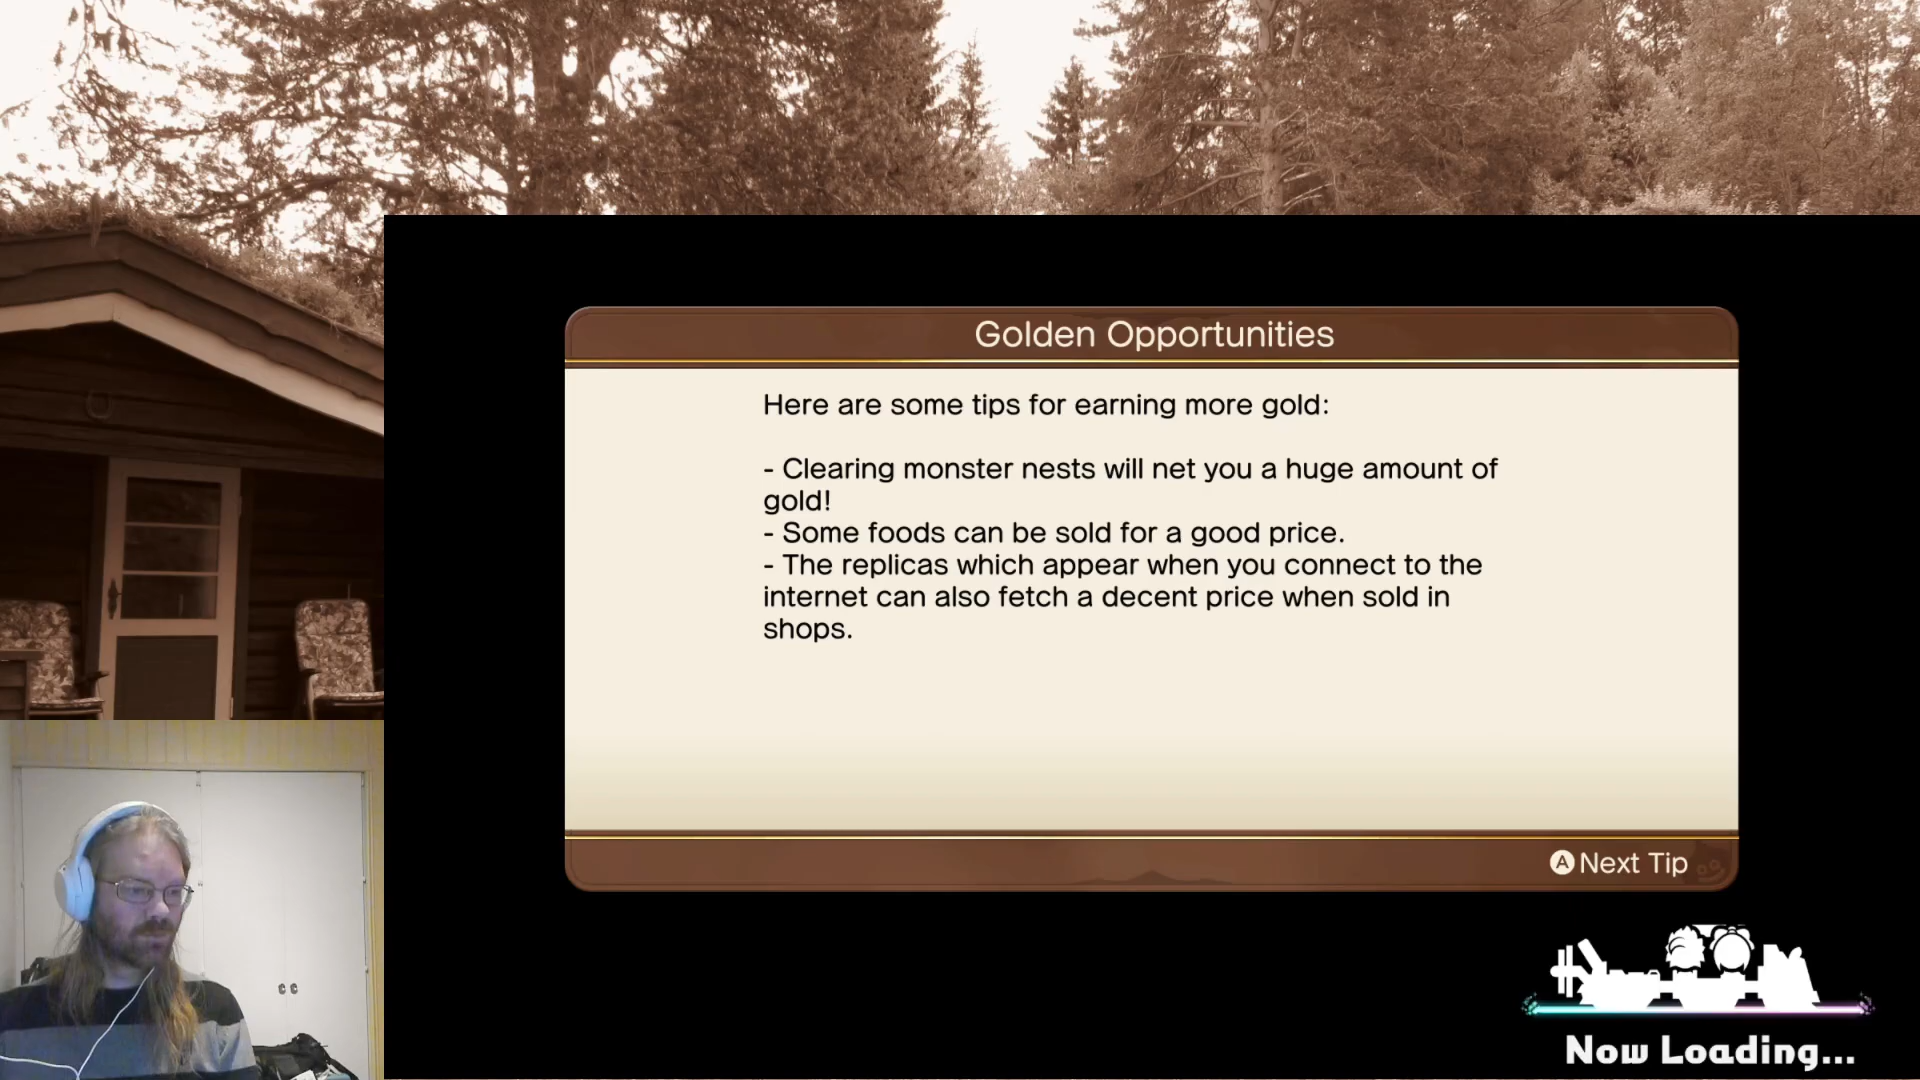 Golden Opportunities
Here are some tips for earning more gold:
- Clearing monster nests will net you a huge amount of
gold!
- Some foods can be sold for a good price.
- The replicas which appear when you connect to the
internet can also fetch a decent price when sold in
shops.
A Next Tip
Now Loading...